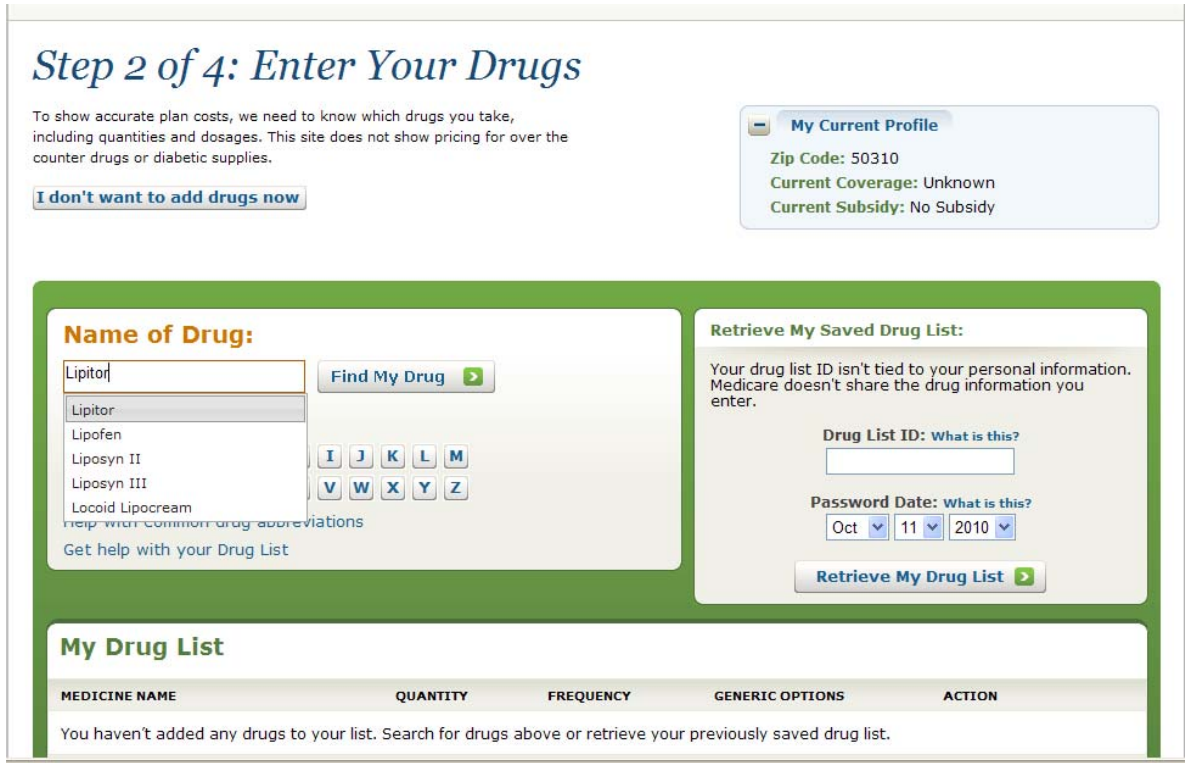 Step 2 of 4: Enter Your Drugs
To show accurate plan costs, we need to know which drugs you take,
including quantities and dosages. This site does not show pricing for over the
counter drugs or diabetic supplies.
I don't want to add drugs now
My Current Profile
Zip Code: 50310
Current Coverage: Unknown
Current Subsidy: No Subsidy
Name of Drug:
Lipitor
Find My Drug
Lipitor
Lipofen
Liposyn II
Liposyn III
Locoid Lipocream
I J K L M
V W X Y Z
Help with common drug abbreviations
Get help with your Drug List
Retrieve My Saved Drug List:
Your drug list ID isn't tied to your personal information.
Medicare doesn't share the drug information you
enter.
Drug List ID: What is this?
Password Date: What is this?
Oct 11 2010
Retrieve My Drug List
My Drug List
MEDICINE NAME QUANTITY FREQUENCY GENERIC OPTIONS ACTION
You haven't added any drugs to your list. Search for drugs above or retrieve your previously saved drug list.